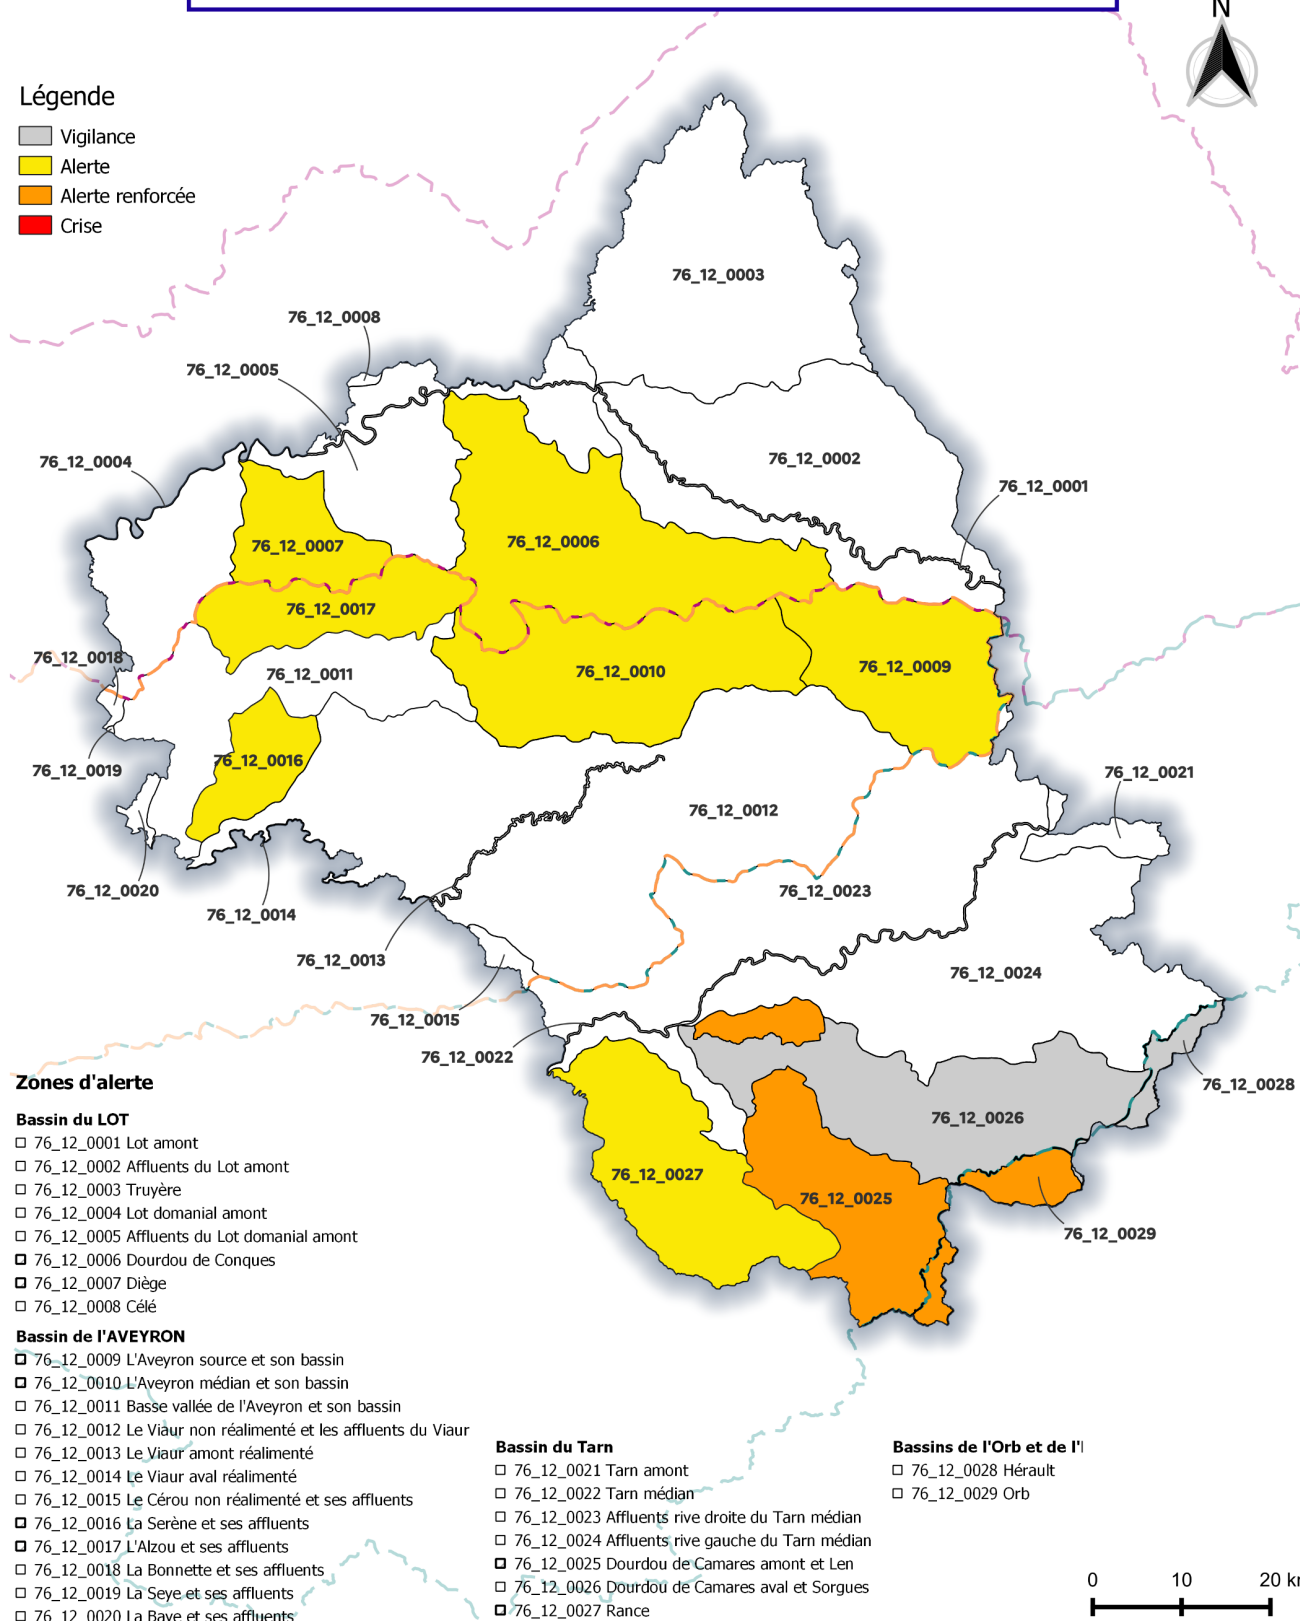 N
Légende
Vigilance
Alerte
Alerte renforcée
Crise
76_12_0003
76_12_0008
76_12_0005
76_12_0004
76_12_0002
76_12_0001
76_12_0007
76_12_0006
76_12_0017
76_12_0018
76_12_0011
76_12_0010
76_12_0009
76_12_0016
76_12_0019
76_12_0021
76_12_0012
76_12_0020
76_12_0023
76_12_0014
76_12_0013
76_12_0024
76_12_0015
76_12_0022
76_12_0028
76_12_0026
76_12_0027
76_12_0025
76_12_0029
Zones d'alerte
Bassin du LOT
76_12_0001 Lot amont
76_12_0002 Affluents du Lot amont
76_12_0003 Truyère
76_12_0004 Lot domanial amont
76_12_0005 Affluents du Lot domanial amont
76_12_0006 Dourdou de Conques
76_12_0007 Diège
76_12_0008 Célé
Bassin de l'AVEYRON
76_12_0009 L'Aveyron source et son bassin
76_12_0010 L'Aveyron médian et son bassin
76_12_0011 Basse vallée de l'Aveyron et son bassin
76_12_0012 Le Viaur non réalimenté et les affluents du Viaur
76_12_0013 Le Viaur amont réalimenté
76_12_0014 Le Viaur aval réalimenté
76_12_0015 Le Cérou non réalimenté et ses affluents
76_12_0016 La Serène et ses affluents
76_12_0017 L'Alzou et ses affluents
76_12_0018 La Bonnette et ses affluents
76_12_0019 La Seye et ses affluents
76_12_0020 La Baye et ses affluents
Bassin du Tarn
76_12_0021 Tarn amont
76_12_0022 Tarn médian
76_12_0023 Affluents rive droite du Tarn médian
76_12_0024 Affluents rive gauche du Tarn médian
76_12_0025 Dourdou de Camares amont et Len
76_12_0026 Dourdou de Camares aval et Sorgues
76_12_0027 Rance
Bassins de l'Orb et de l'
76_12_0028 Hérault
76_12_0029 Orb
0 10 20 k